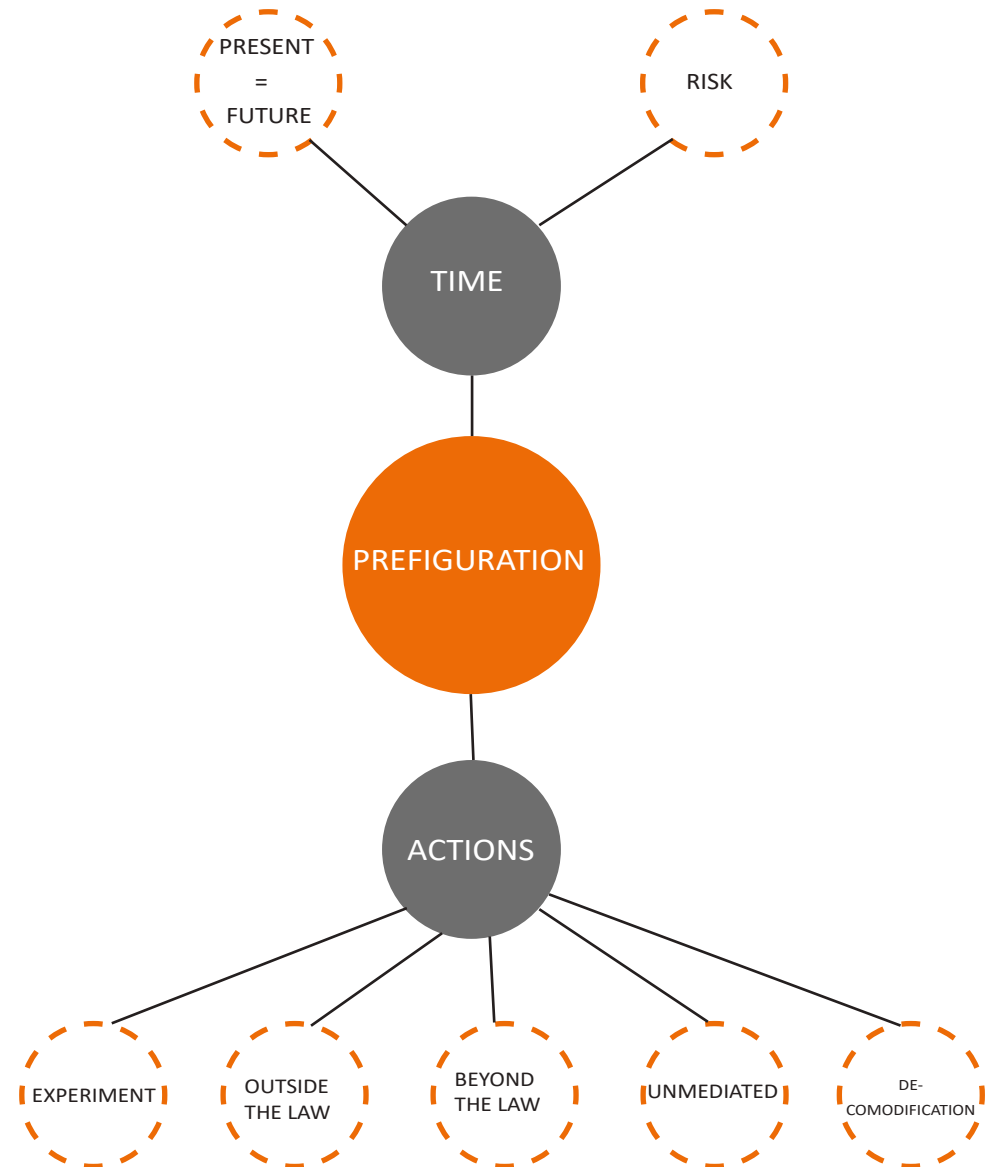 PRESENT
=
FUTURE
RISK
TIME
PREFIGURATION
ACTIONS
EXPERIMENT
OUTSIDE
THE LAW
BEYOND
THE LAW
UNMEDIATED
DE-
COMODIFICATION